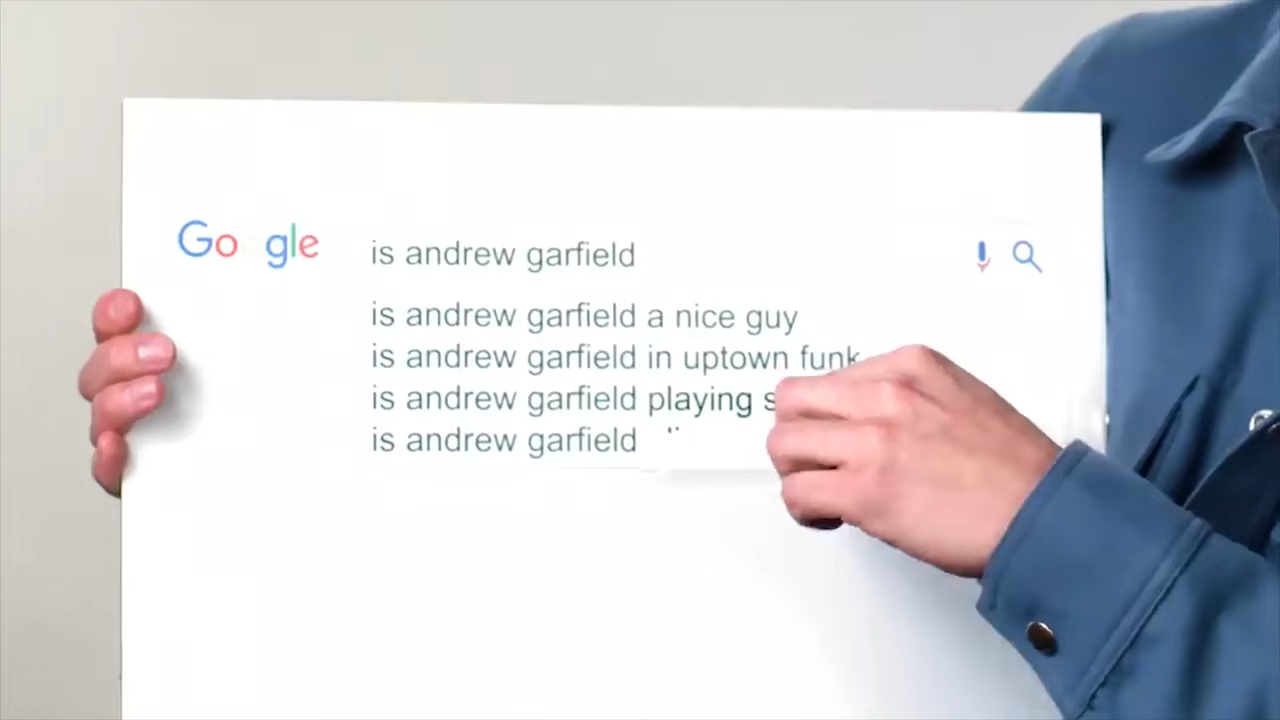 Go gle
is andrew garfield
is andrew garfield a nice guy
is andrew garfield in uptown funk
is andrew garfield playing s
is andrew garfield